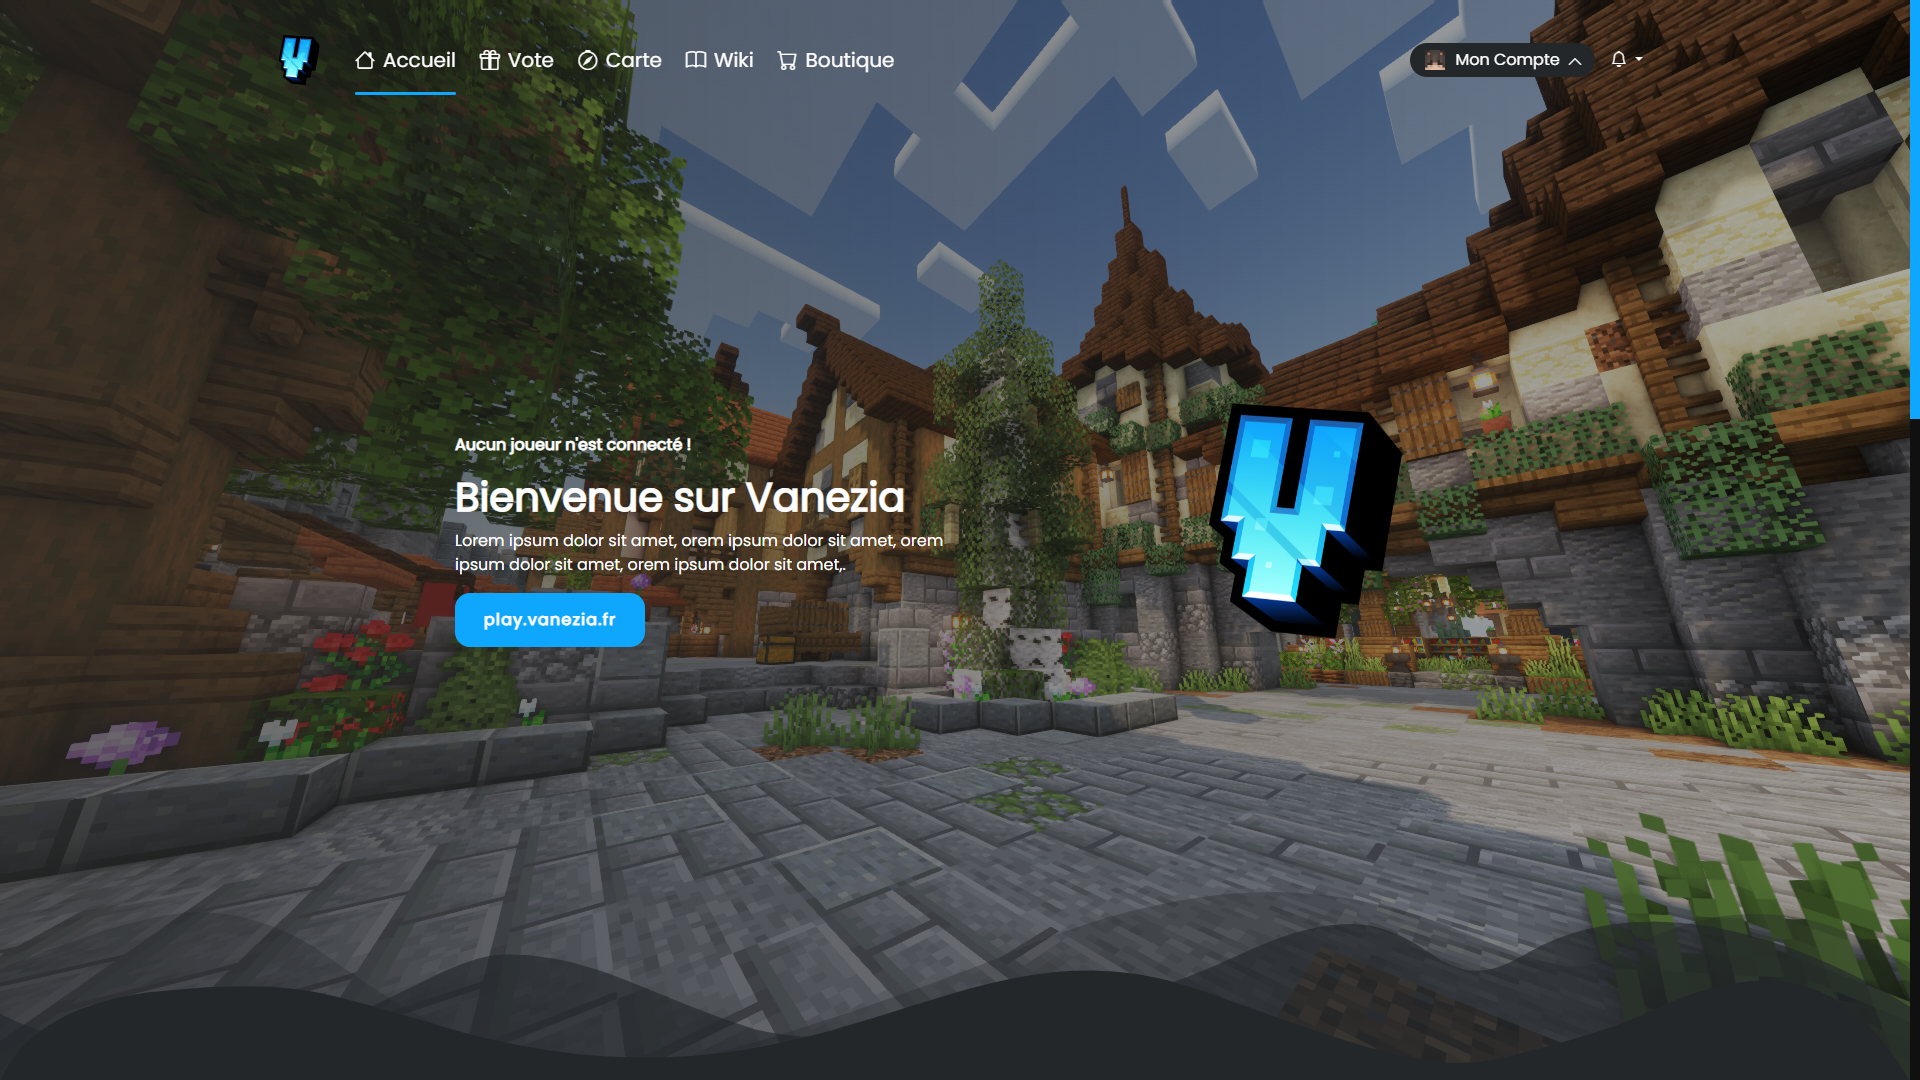 Accueil
Vote
Carte
Wiki
Boutique
Mon Compte
Aucun joueur n'est connecté !
Bienvenue sur Vanezia
Lorem ipsum dolor sit amet, orem ipsum dolor sit amet, orem
ipsum dolor sit amet, orem ipsum dolor sit amet,.
play.vanezia.fr